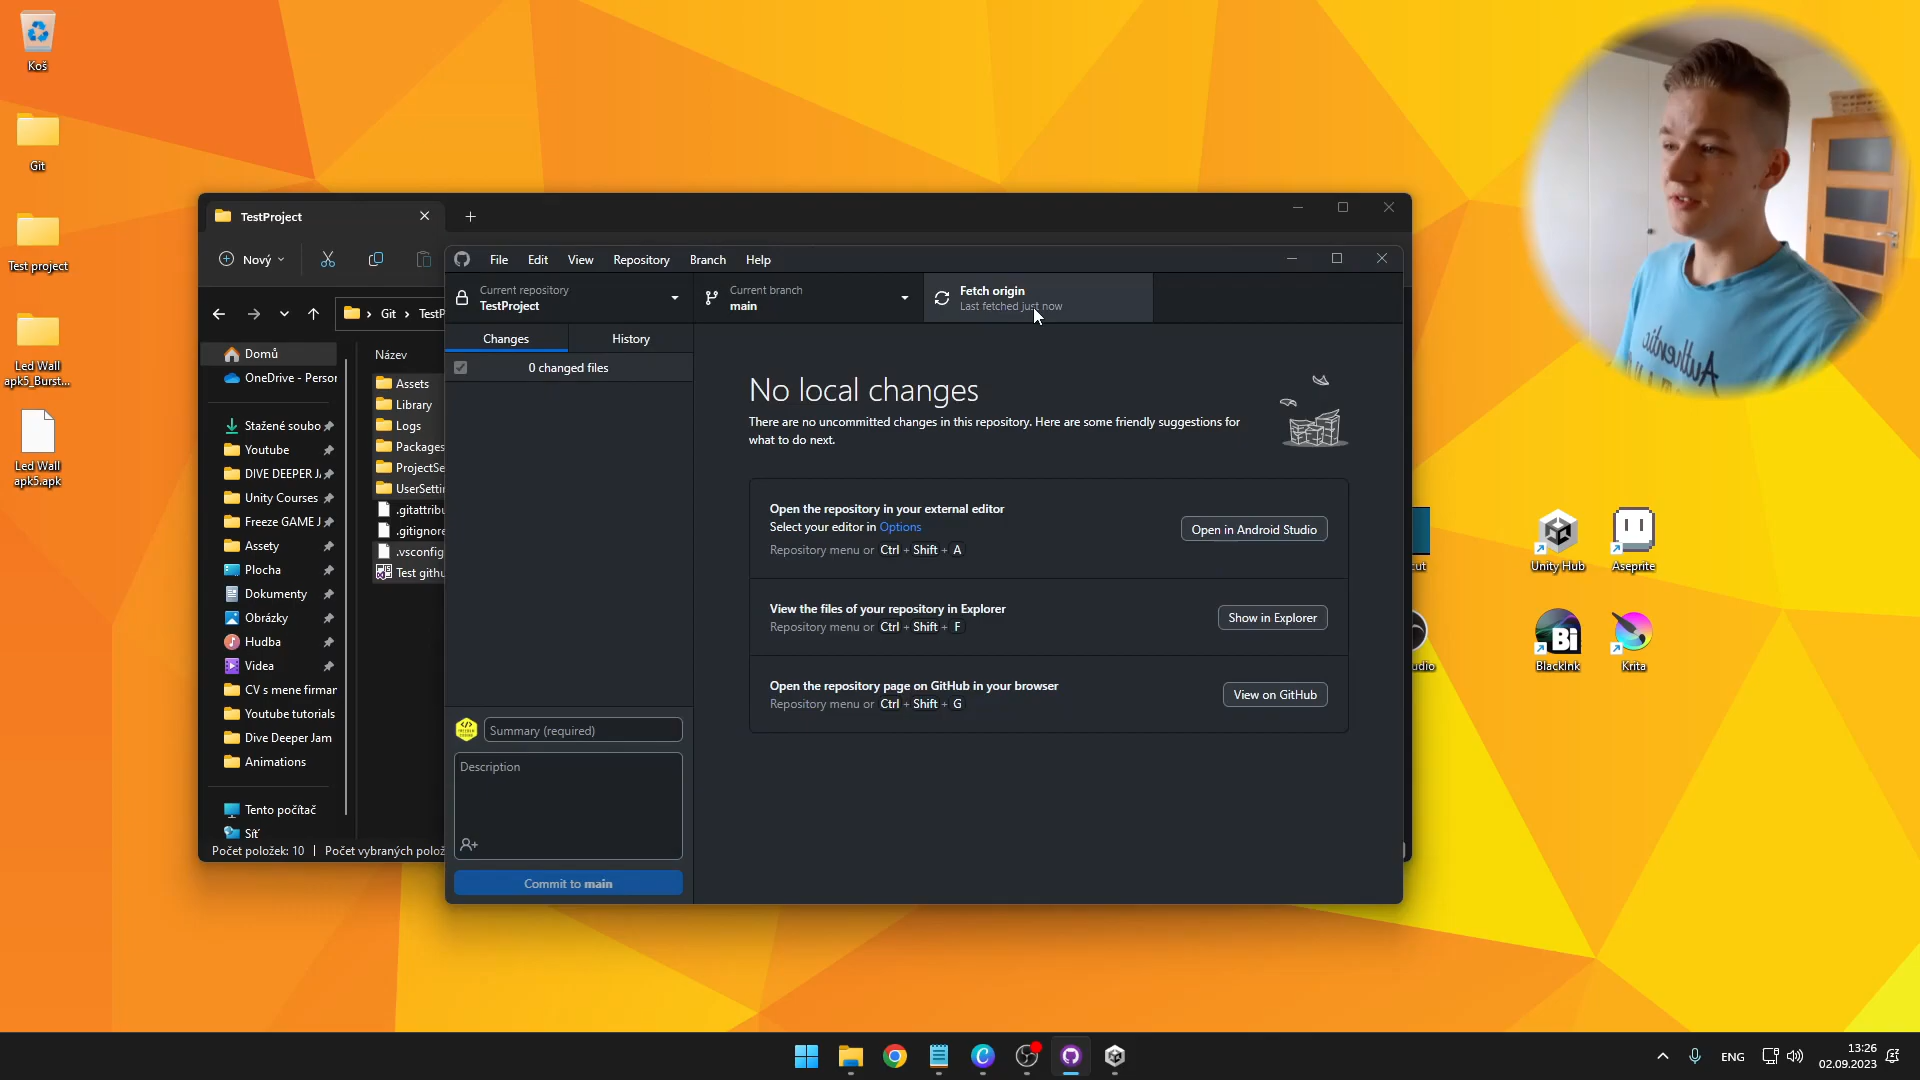 Koš
Git
Test project
Led Wall
apk5_Burst...
Led Wall
apk5.apk
TestProject
Nový
Git
TestP
Domů
OneDrive - Person
Stažené soubo
Youtube
DIVE DEEPER JA
Unity Courses
Freeze GAME J
Assety
Plocha
Dokumenty
Obrázky
Hudba
Videa
CV s mene firmam
Youtube tutorials
Dive Deeper Jam
Animations
Tento počítač
Síť
Počet položek: 10
Počet vybraných polož
Název
Assets
Library
Logs
Packages
ProjectSe
UserSettin
.gitattribu
.gitignore
.vsconfig
Test githu
File Edit View Repository Branch Help
Current repository
TestProject
Current branch
main
Fetch origin
Last fetched just now
Changes
History
0 changed files
No local changes
There are no uncommitted changes in this repository. Here are some friendly suggestions for
what to do next.
Open the repository in your external editor
Select your editor in Options
Repository menu or Ctrl + Shift + A
Open in Android Studio
View the files of your repository in Explorer
Repository menu or Ctrl + Shift + F
Show in Explorer
Open the repository page on GitHub in your browser
Repository menu or Ctrl + Shift + G
View on GitHub
Summary (required)
Description
Commit to main
Authentic
cut
Unity Hub
Aseprite
udio
BlackInk
Krita
ENG
13:26
02.09.2023